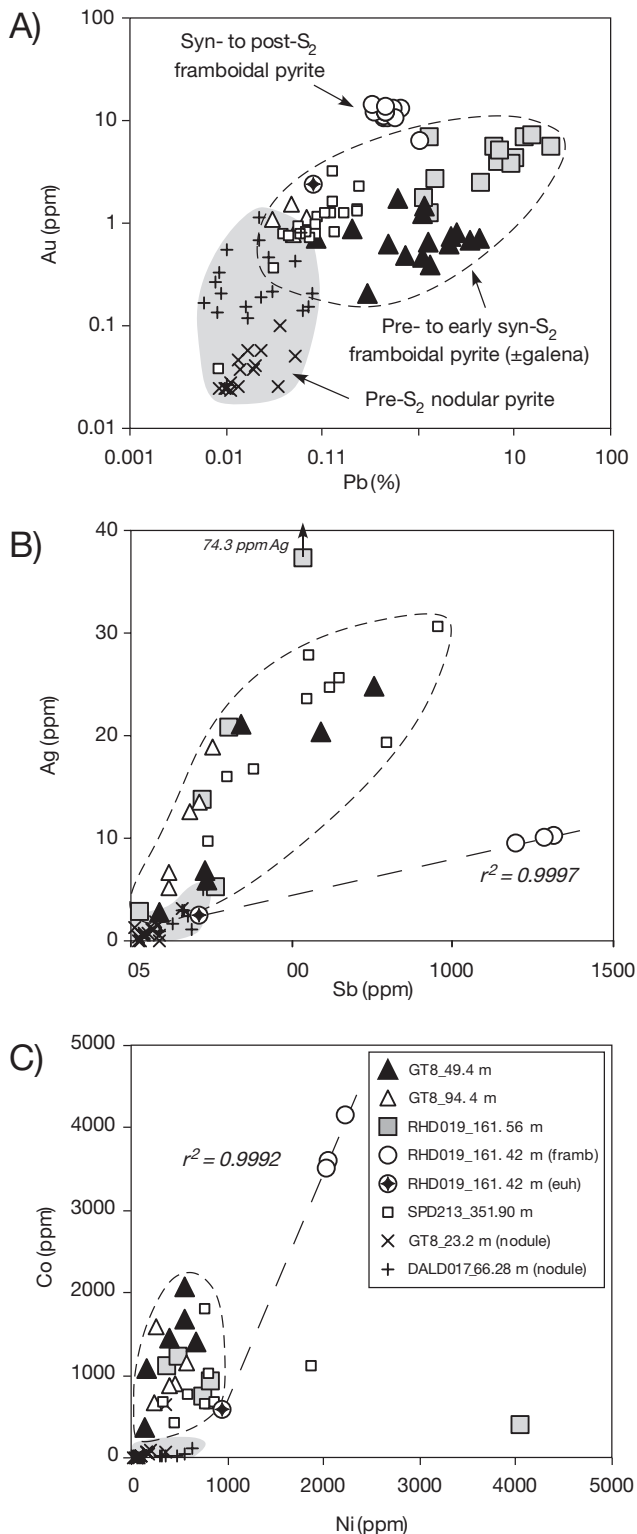 A)
100
10
1
0.1
0.01
Au (ppm)
Syn- to post-S2
framboidal pyrite
Pre- to early syn-S2
framboidal pyrite (±galena)
Pre-S2 nodular pyrite
0.001
0.01
0.11
10
100
Pb (%)
B)
40
30
20
10
0
Ag (ppm)
74.3 ppm Ag
r² = 0.9997
05
00
1000
1500
Sb (ppm)
C)
5000
4000
3000
2000
1000
0
Co (ppm)
r² = 0.9992
GT8_49.4 m
GT8_94.4 m
RHD019_161.56 m
RHD019_161.42 m (framb)
RHD019_161.42 m (euh)
SPD213_351.90 m
GT8_23.2 m (nodule)
DALD017_66.28 m (nodule)
0
1000
2000
3000
4000
5000
Ni (ppm)